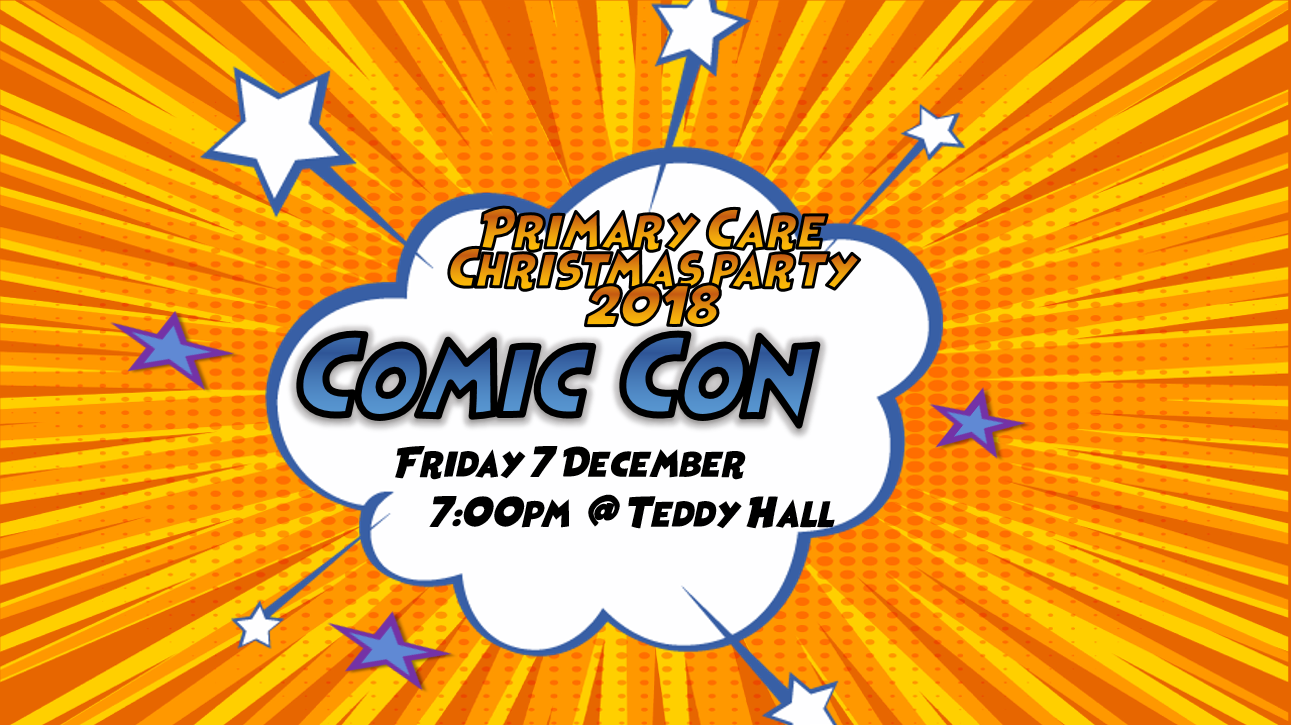 Primary Care
Christmas party
2018
Comic Con
Friday 7 December
7:00pm @ Teddy Hall